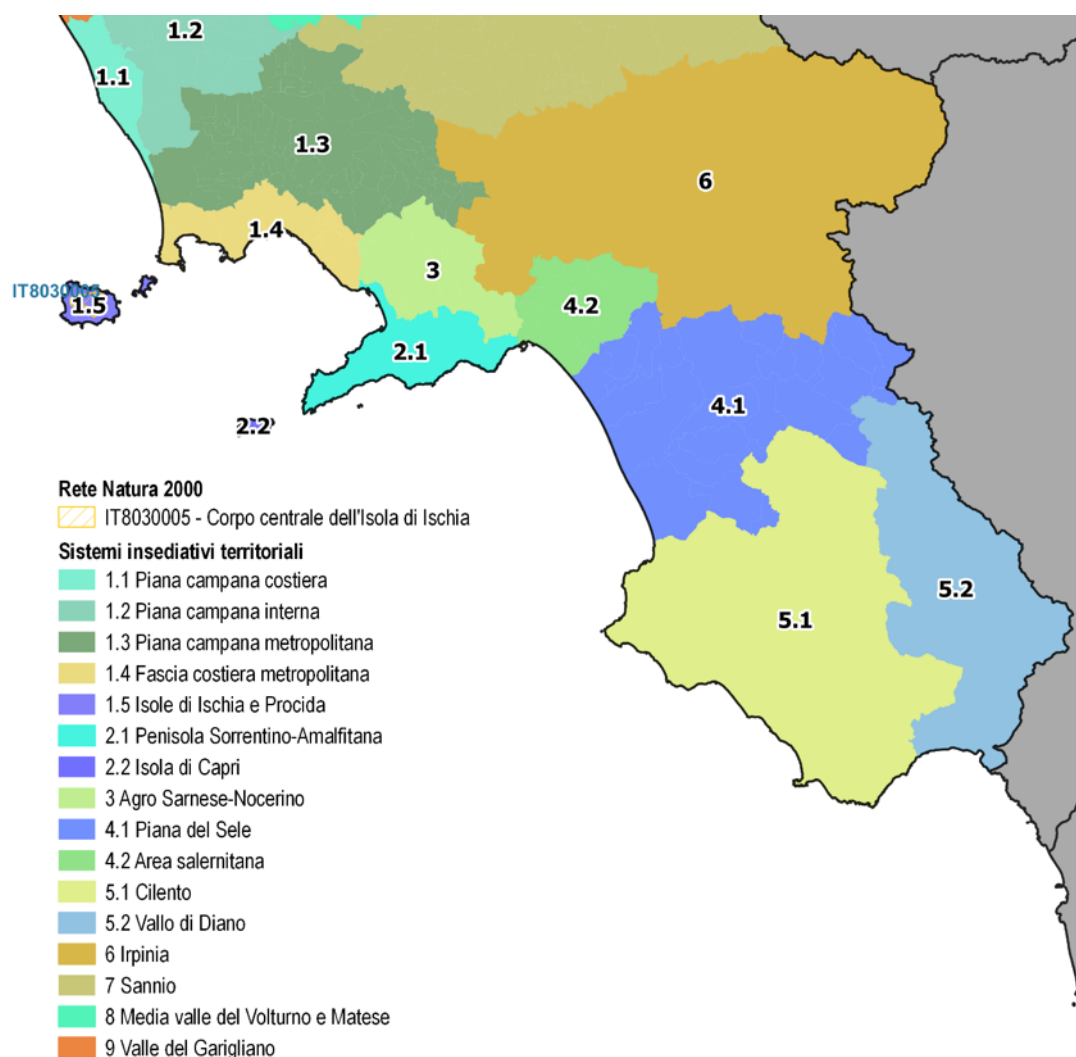 1.2
1.1
1.3
6
1.4
3
IT8030005
1.5
4.2
2.1
4.1
2.2
5.2
5.1
Rete Natura 2000
IT8030005 - Corpo centrale dell'Isola di Ischia
Sistemi insediativi territoriali
1.1 Piana campana costiera
1.2 Piana campana interna
1.3 Piana campana metropolitana
1.4 Fascia costiera metropolitana
1.5 Isole di Ischia e Procida
2.1 Penisola Sorrentino-Amalfitana
2.2 Isola di Capri
3 Agro Sarnese-Nocerino
4.1 Piana del Sele
4.2 Area salernitana
5.1 Cilento
5.2 Vallo di Diano
6 Irpinia
7 Sannio
8 Media valle del Volturno e Matese
9 Valle del Garigliano